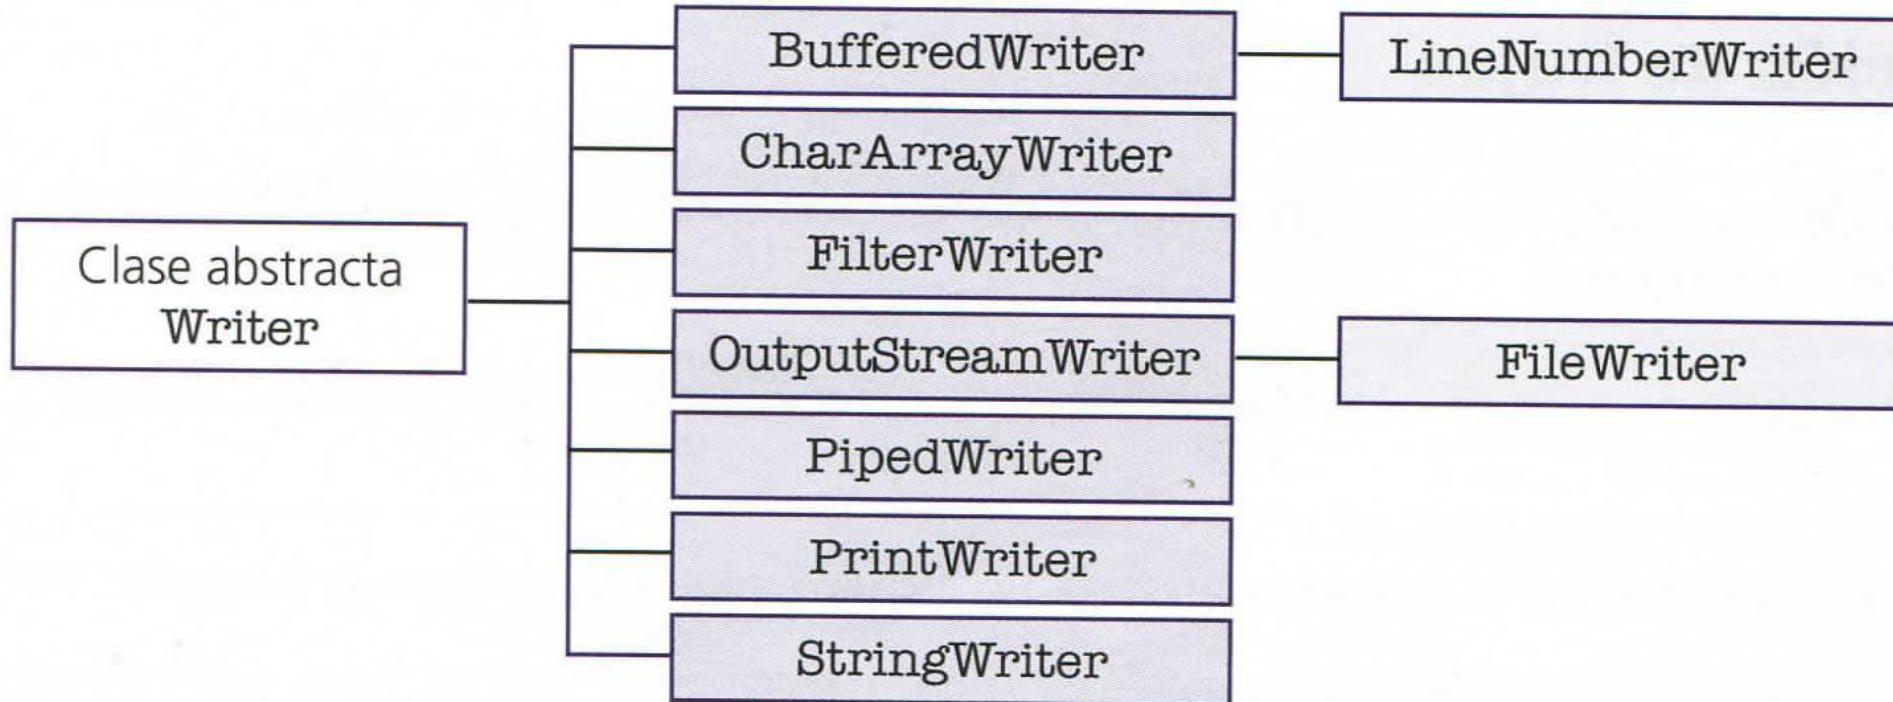 Clase abstracta
Writer
BufferedWriter
LineNumberWriter
CharArrayWriter
FilterWriter
OutputStreamWriter
FileWriter
PipedWriter
PrintWriter
StringWriter